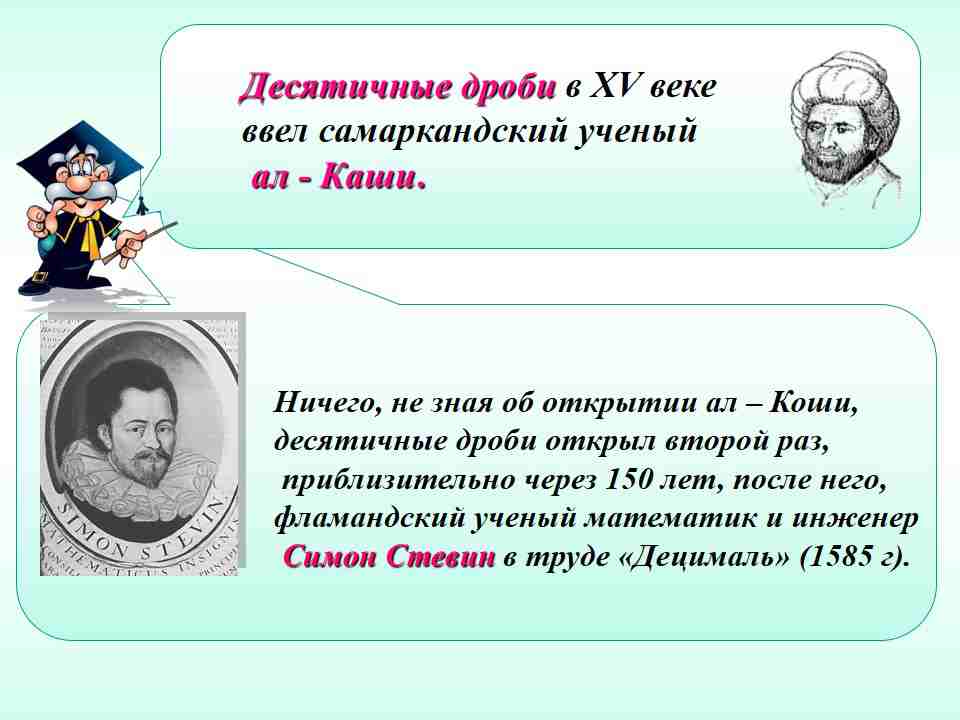 Десятичные дроби в XV веке
ввел самаркандский ученый
ал - Каши.
Ничего, не зная об открытии ал – Коши,
десятичные дроби открыл второй раз,
приблизительно через 150 лет, после него,
фламандский ученый математик и инженер
Симон Стевин в труде «Децималь» (1585 г).
SIMON STEVIN